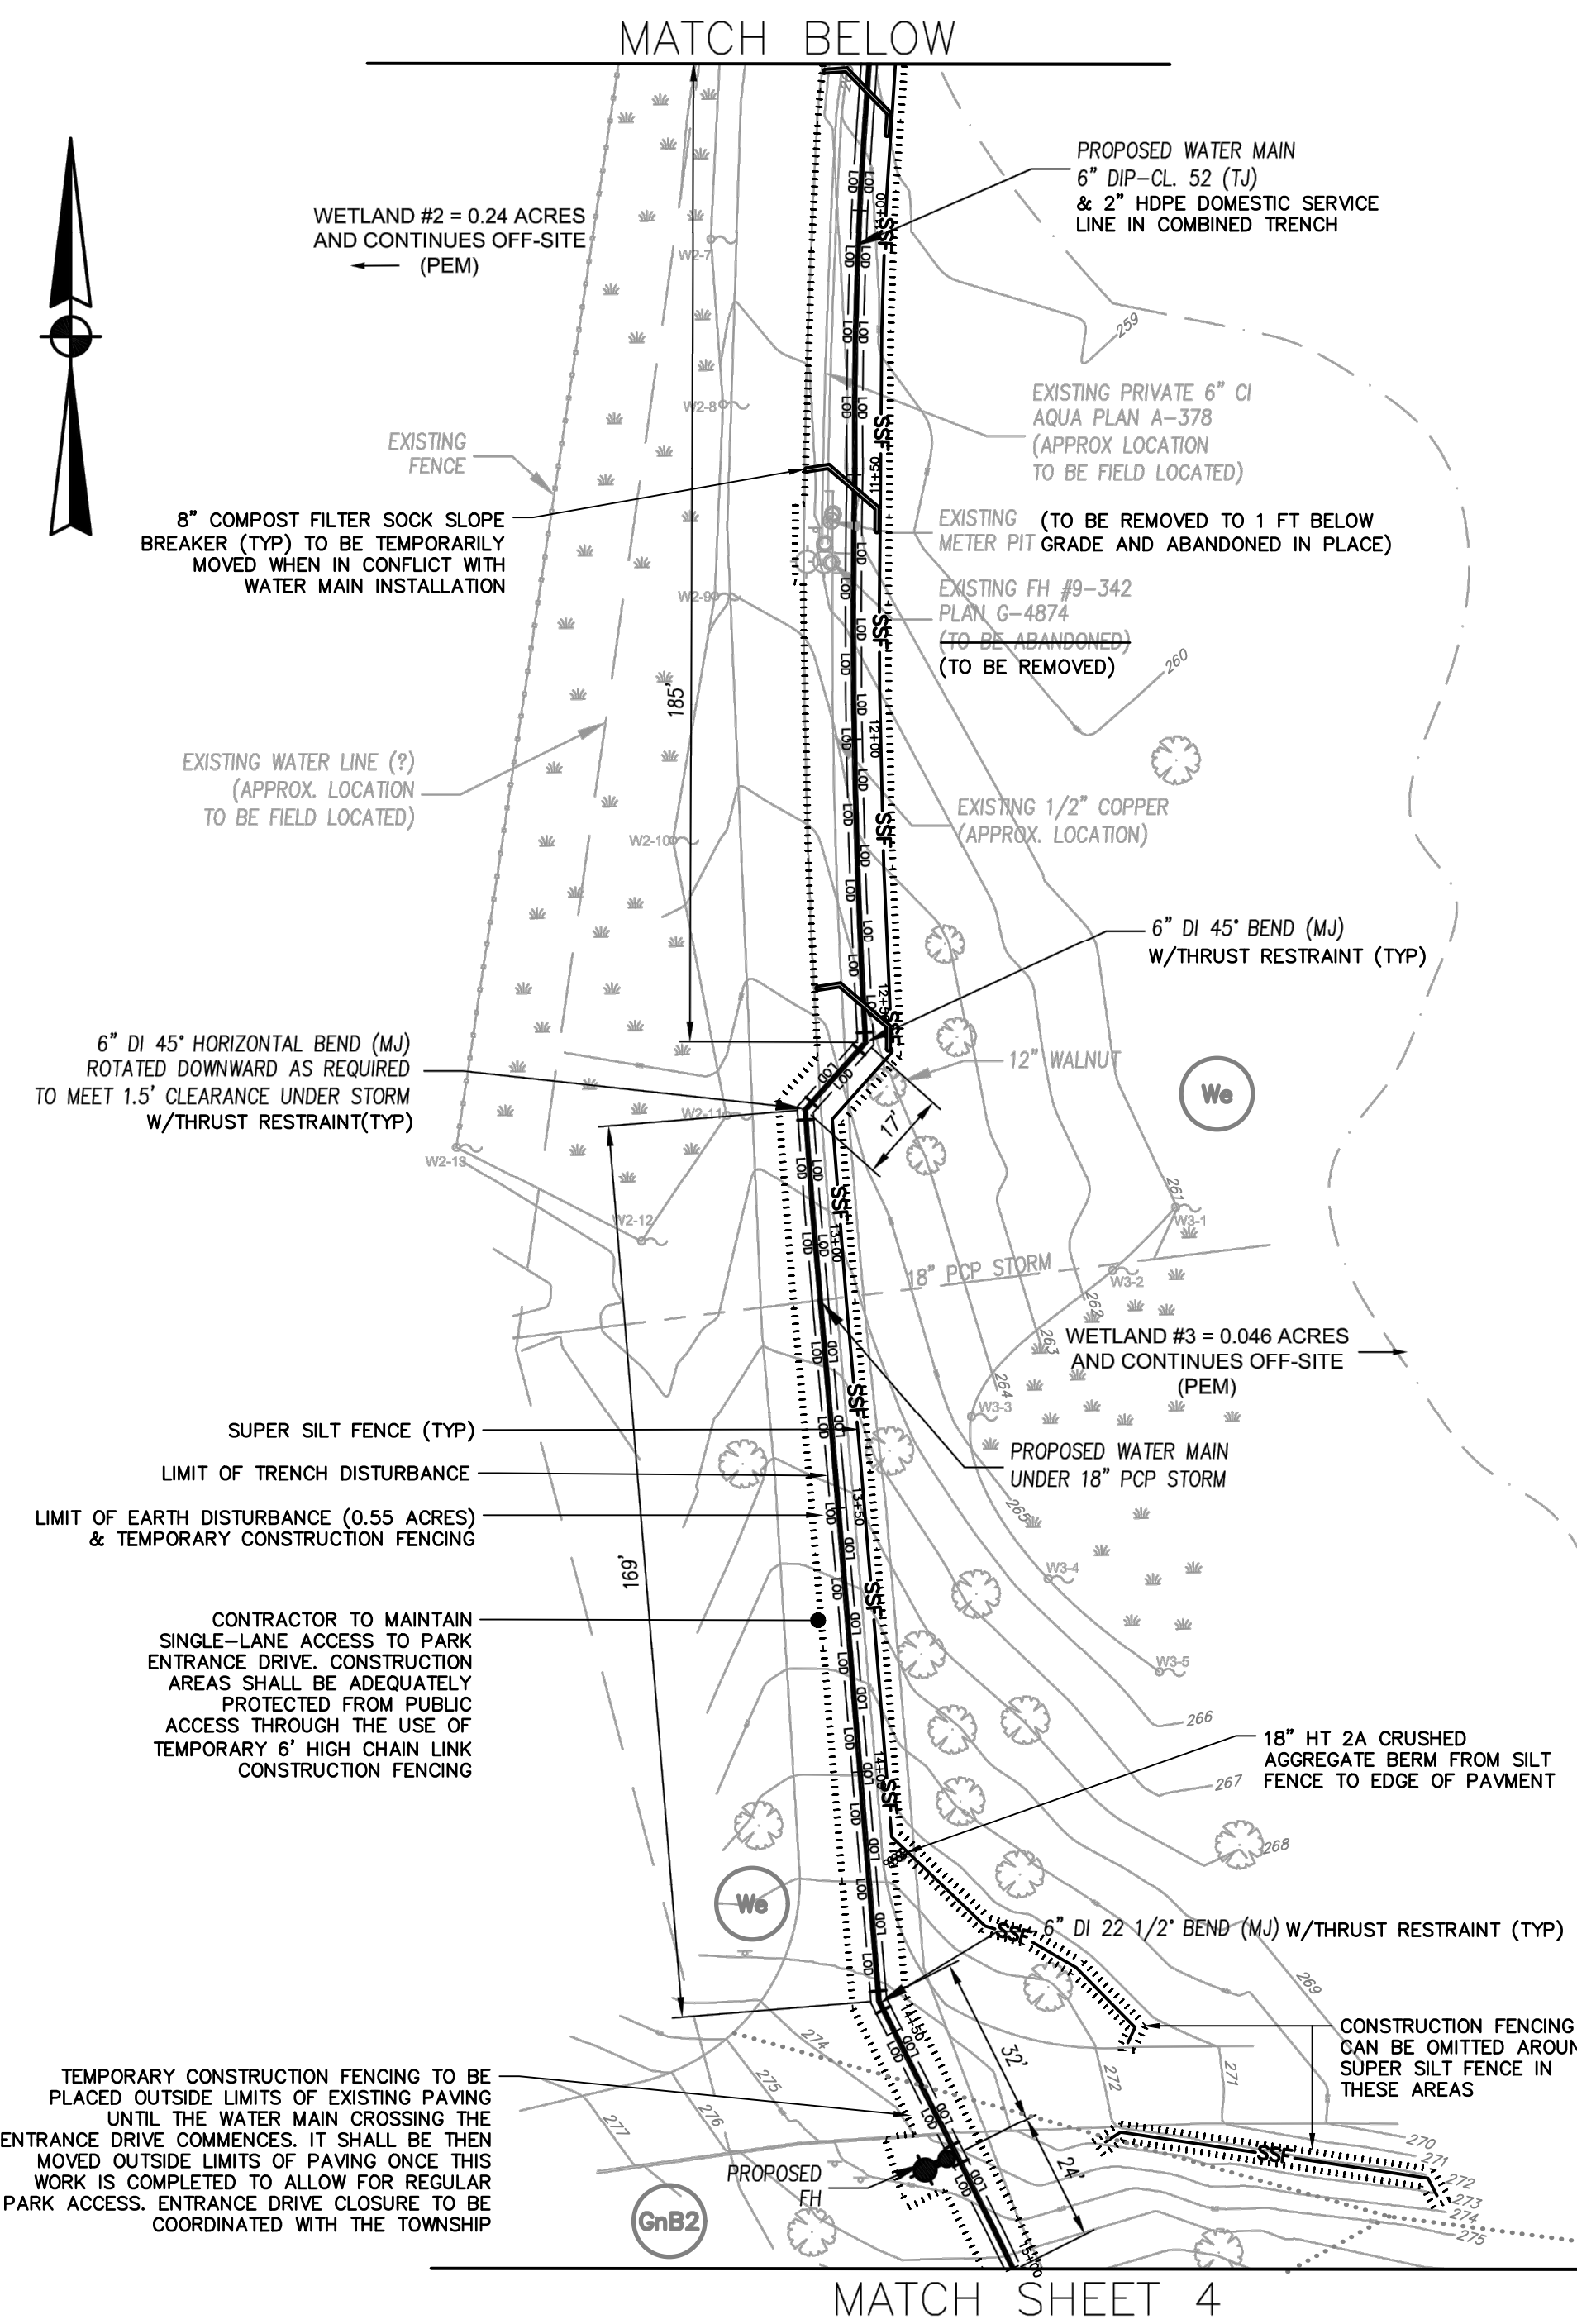 MATCH BELOW
PROPOSED WATER MAIN
6" DIP-CL. 52 (TJ)
& 2" HDPE DOMESTIC SERVICE
LINE IN COMBINED TRENCH
WETLAND #2 = 0.24 ACRES
AND CONTINUES OFF-SITE
(PEM)
W2-7
259
EXISTING PRIVATE 6" CI
AQUA PLAN A-378
(APPROX LOCATION
TO BE FIELD LOCATED)
W2-8
EXISTING
FENCE
11+50
8" COMPOST FILTER SOCK SLOPE
BREAKER (TYP) TO BE TEMPORARILY
MOVED WHEN IN CONFLICT WITH
WATER MAIN INSTALLATION
EXISTING (TO BE REMOVED TO 1 FT BELOW
METER PIT GRADE AND ABANDONED IN PLACE)
W2-9
EXISTING FH #9-342
PLAN G-4874
(TO BE ABANDONED)
(TO BE REMOVED)
260
185'
12+00
EXISTING WATER LINE (?)
(APPROX. LOCATION
TO BE FIELD LOCATED)
EXISTING 1/2" COPPER
(APPROX. LOCATION)
W2-10
6" DI 45° BEND (MJ)
W/THRUST RESTRAINT (TYP)
12+50
6" DI 45° HORIZONTAL BEND (MJ)
ROTATED DOWNWARD AS REQUIRED
TO MEET 1.5' CLEARANCE UNDER STORM
W/THRUST RESTRAINT(TYP)
12" WALNUT
We
W2-11
17'
W2-13
W2-12
261
W3-1
13+00
18" PCP STORM
W3-2
262
263
WETLAND #3 = 0.046 ACRES
AND CONTINUES OFF-SITE
(PEM)
264
W3-3
SUPER SILT FENCE (TYP)
PROPOSED WATER MAIN
UNDER 18" PCP STORM
LIMIT OF TRENCH DISTURBANCE
265
13+50
LIMIT OF EARTH DISTURBANCE (0.55 ACRES)
& TEMPORARY CONSTRUCTION FENCING
W3-4
169'
CONTRACTOR TO MAINTAIN
SINGLE-LANE ACCESS TO PARK
ENTRANCE DRIVE. CONSTRUCTION
AREAS SHALL BE ADEQUATELY
PROTECTED FROM PUBLIC
ACCESS THROUGH THE USE OF
TEMPORARY 6' HIGH CHAIN LINK
CONSTRUCTION FENCING
W3-5
266
18" HT 2A CRUSHED
AGGREGATE BERM FROM SILT
FENCE TO EDGE OF PAVMENT
14+00
267
268
We
SSF
6" DI 22 1/2° BEND (MJ) W/THRUST RESTRAINT (TYP)
269
14+50
32'
CONSTRUCTION FENCING
CAN BE OMITTED AROUN
SUPER SILT FENCE IN
THESE AREAS
274
275
276
277
272
271
TEMPORARY CONSTRUCTION FENCING TO BE
PLACED OUTSIDE LIMITS OF EXISTING PAVING
UNTIL THE WATER MAIN CROSSING THE
ENTRANCE DRIVE COMMENCES. IT SHALL BE THEN
MOVED OUTSIDE LIMITS OF PAVING ONCE THIS
WORK IS COMPLETED TO ALLOW FOR REGULAR
PARK ACCESS. ENTRANCE DRIVE CLOSURE TO BE
COORDINATED WITH THE TOWNSHIP
PROPOSED
FH
24'
SSF
270
271
272
273
274
275
GnB2
15+00
MATCH SHEET 4